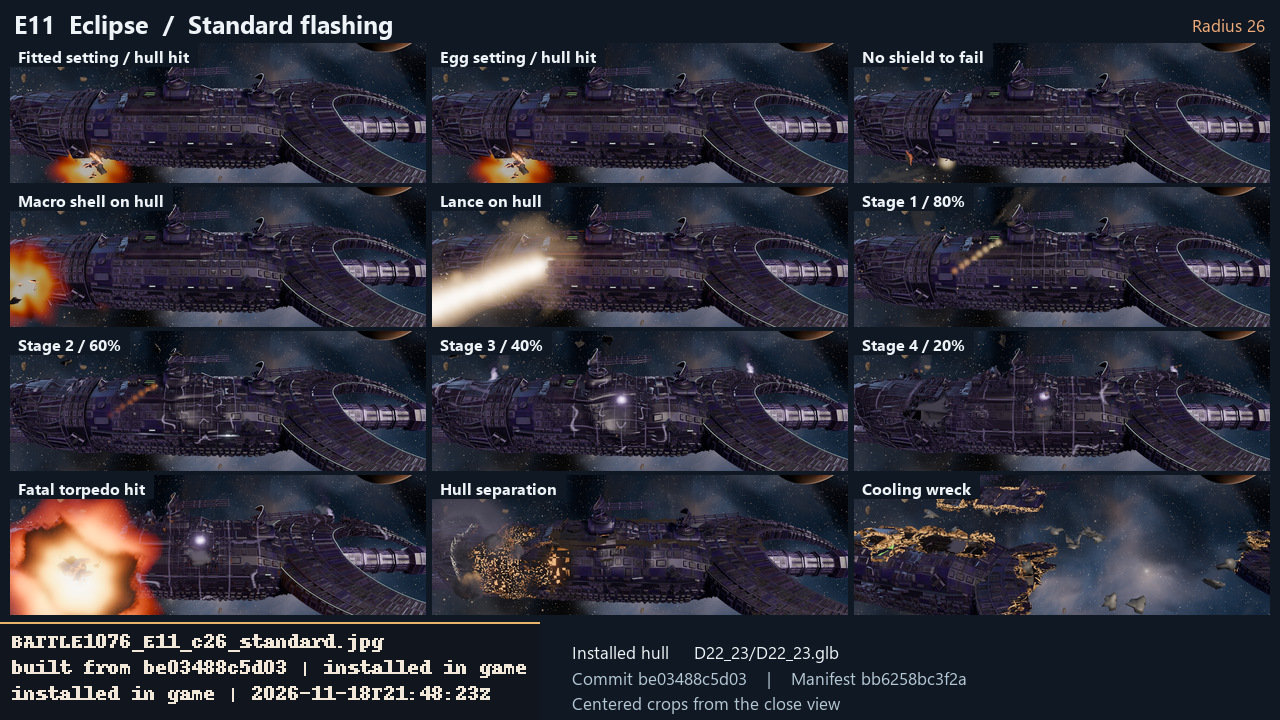 E11 Eclipse / Standard flashing
Radius 26
Fitted setting / hull hit
Egg setting / hull hit
No shield to fail
Macro shell on hull
Lance on hull
Stage 1 / 80%
Stage 2 / 60%
Stage 3 / 40%
Stage 4 / 20%
Fatal torpedo hit
Hull separation
Cooling wreck
BATTLE1076_E11_c26_standard.jpg
built from be03488c5d03 | installed in game
installed in game | 2026-11-18T21:48:23Z
Installed hull D22_23/D22_23.glb
Commit be03488c5d03 | Manifest bb6258bc3f2a
Centered crops from the close view